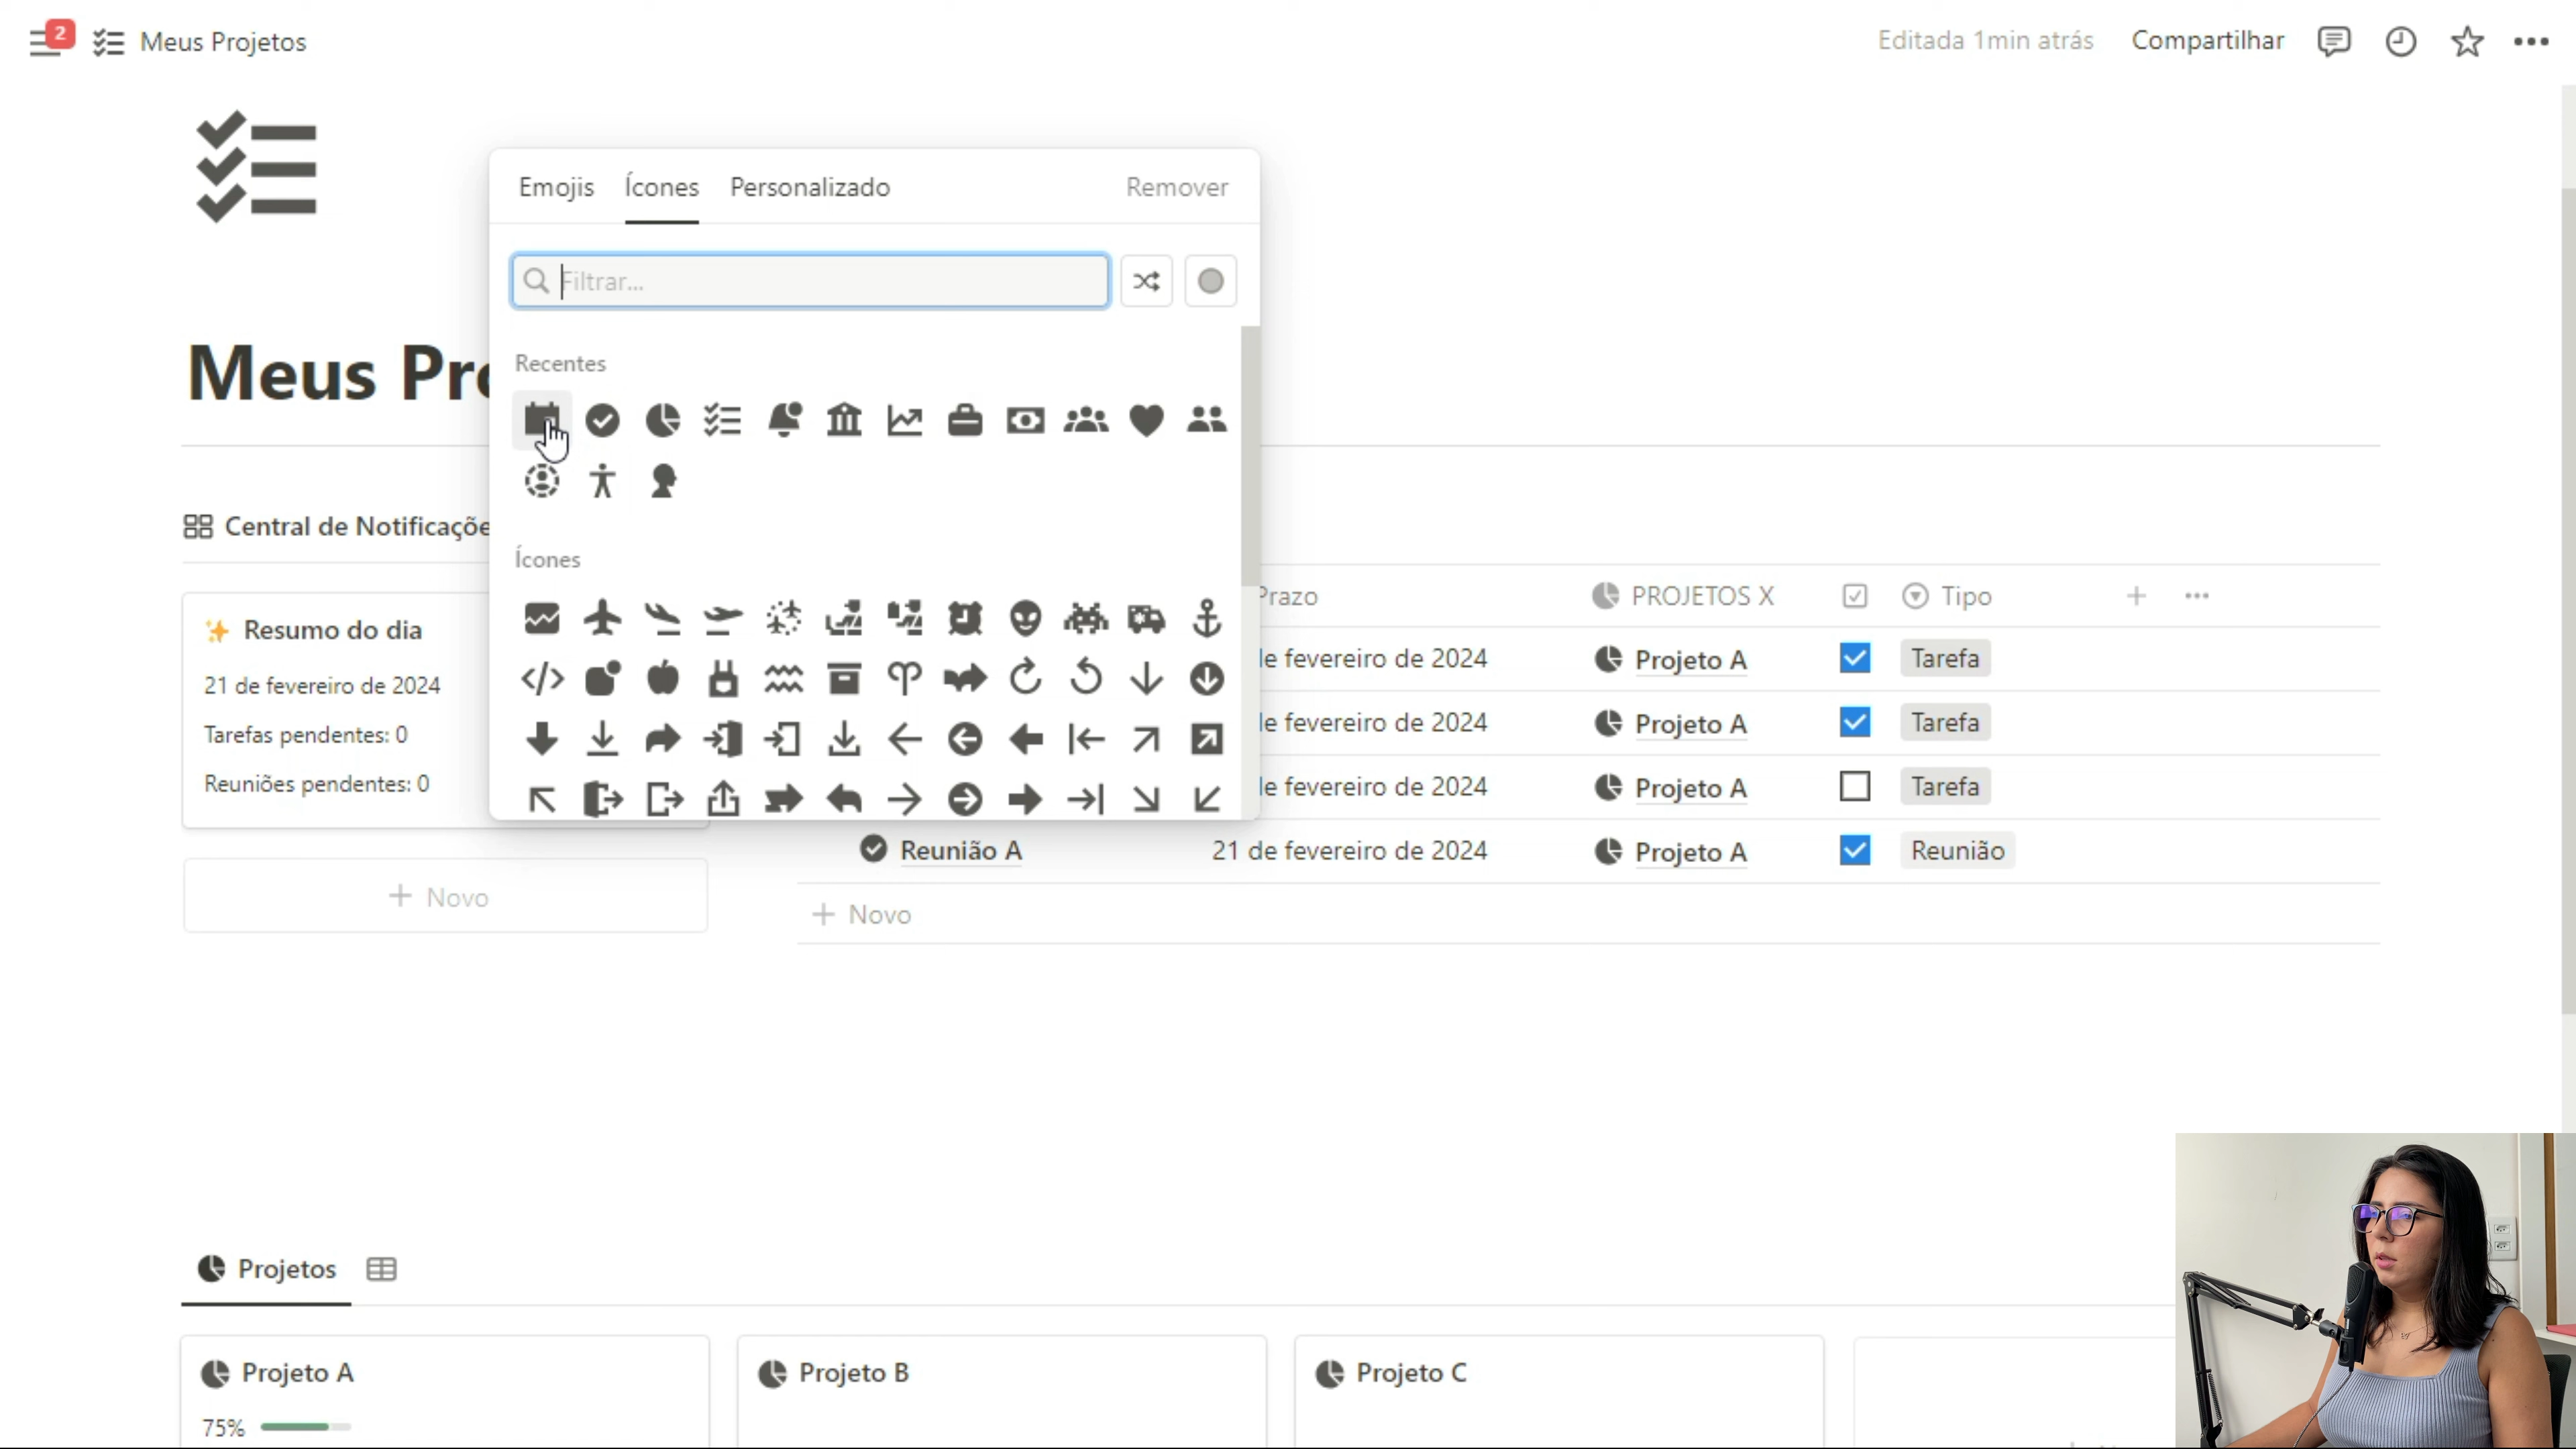 2
Meus Projetos
Editada 1min atrás
Compartilhar
Emojis
Ícones
Personalizado
Remover
Filtrar...
Recentes
Meus Pro
Central de Notificaçõe
Ícones
Resumo do dia
21 de fevereiro de 2024
Tarefas pendentes: 0
Reuniões pendentes: 0
Novo
Prazo
PROJETOS X
Tipo
de fevereiro de 2024
Projeto A
Tarefa
de fevereiro de 2024
Projeto A
Tarefa
de fevereiro de 2024
Projeto A
Tarefa
Reunião A
21 de fevereiro de 2024
Projeto A
Reunião
Novo
Projetos
Projeto A
75%
Projeto B
Projeto C